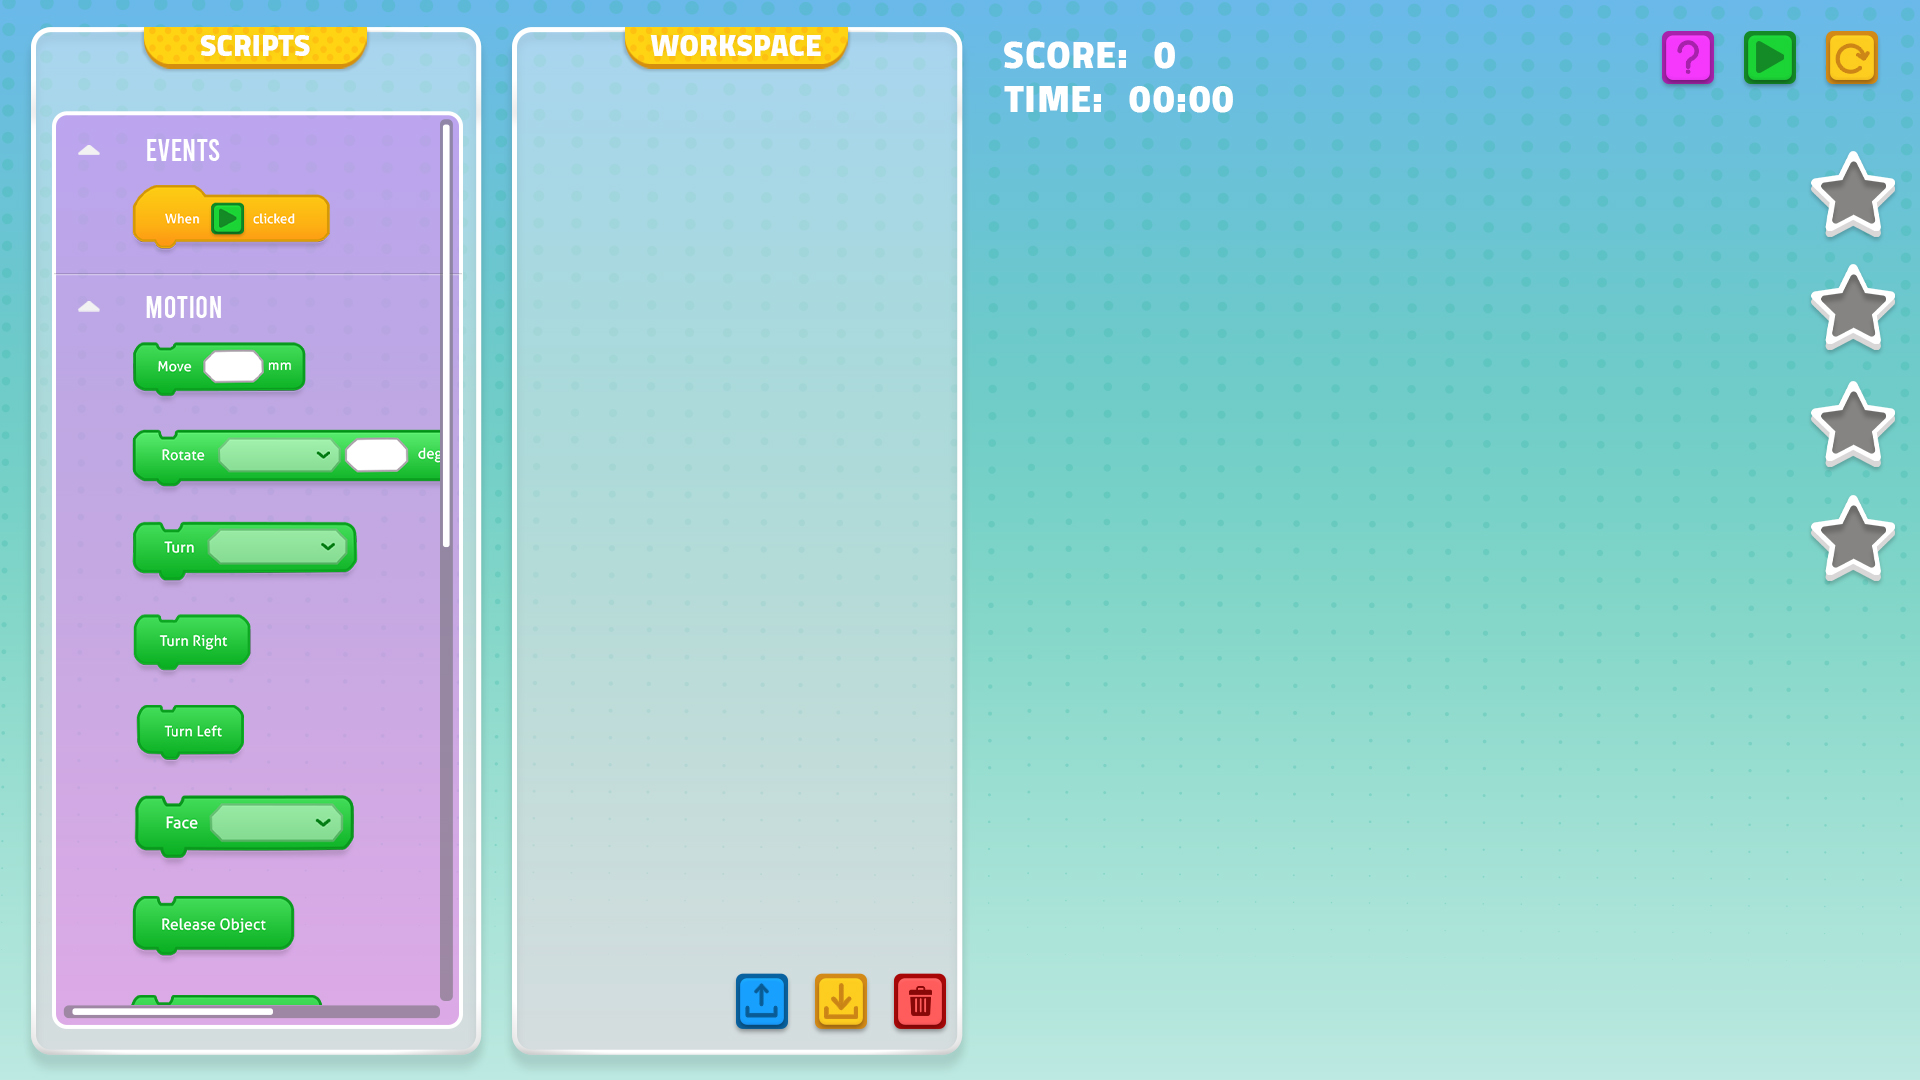 SCRIPTS
WORKSPACE
SCORE: 0
TIME: 00:00
?
EVENTS
When clicked
MOTION
Move mm
Rotate deg
Turn
Turn Right
Turn Left
Face
Release Object